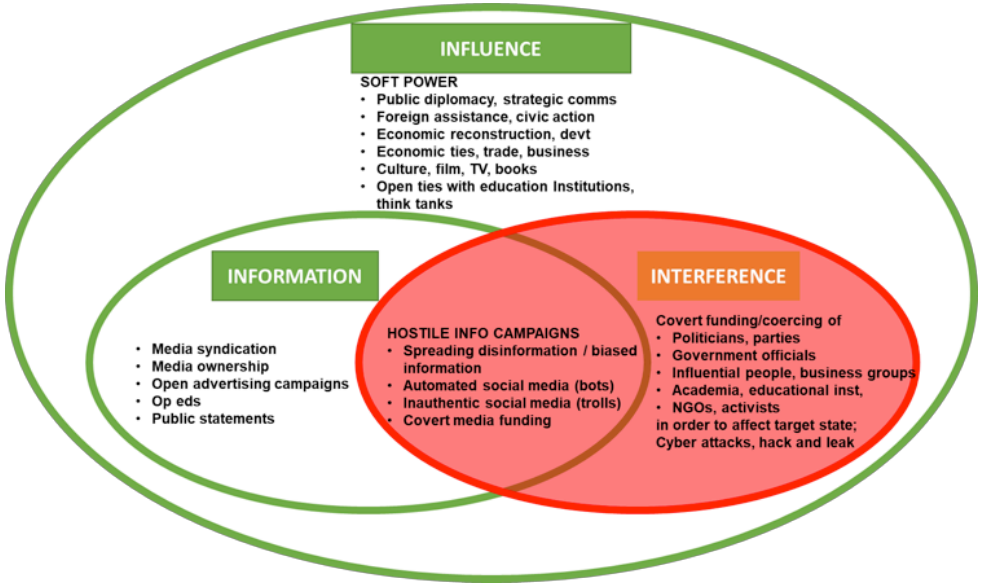 INFLUENCE
SOFT POWER
• Public diplomacy, strategic comms
• Foreign assistance, civic action
• Economic reconstruction, devt
• Economic ties, trade, business
• Culture, film, TV, books
• Open ties with education Institutions,
think tanks
INFORMATION
• Media syndication
• Media ownership
• Open advertising campaigns
• Op eds
• Public statements
HOSTILE INFO CAMPAIGNS
• Spreading disinformation / biased
information
• Automated social media (bots)
• Inauthentic social media (trolls)
• Covert media funding
INTERFERENCE
Covert funding/coercing of
• Politicians, parties
• Government officials
• Influential people, business groups
• Academia, educational inst,
• NGOs, activists
in order to affect target state;
Cyber attacks, hack and leak